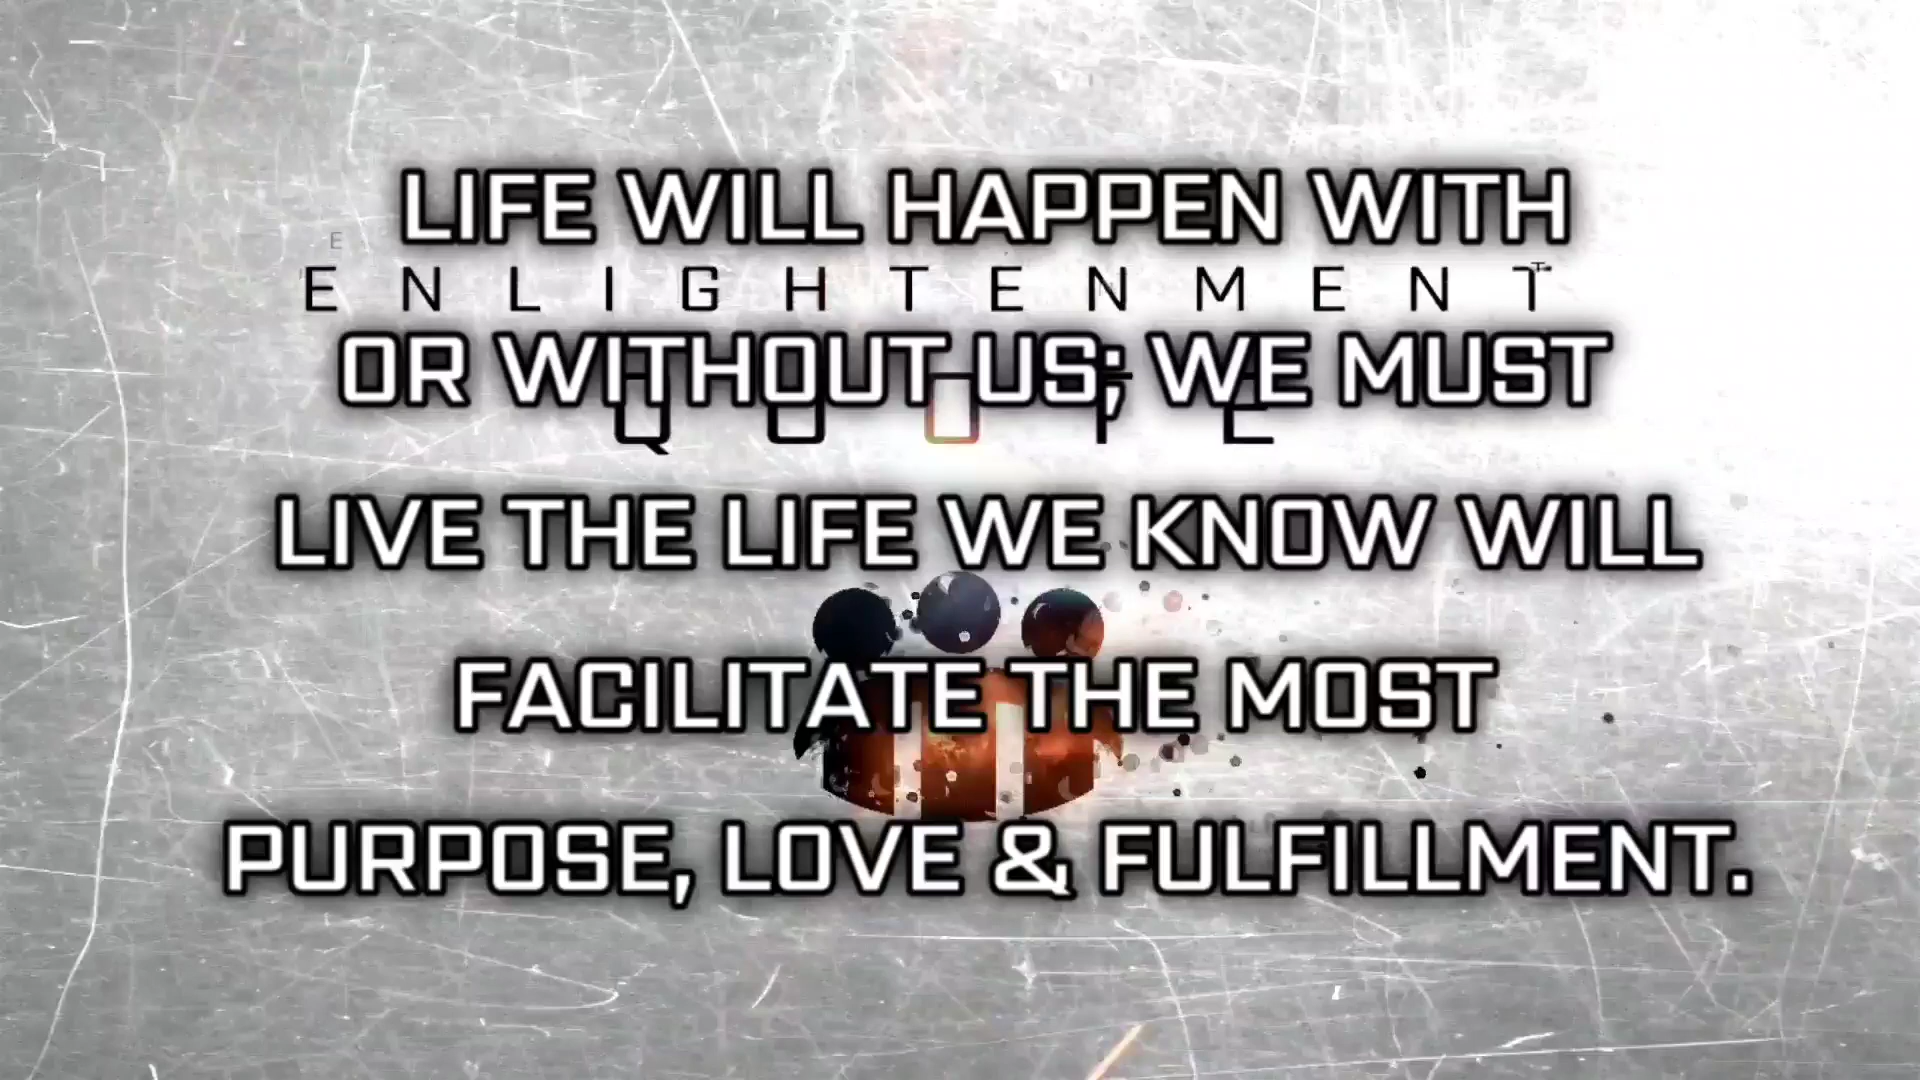 LIFE WILL HAPPEN WITH
E
ENLIGHTENMENT
OR WITHOUT US; WE MUST
QUOTE
LIVE THE LIFE WE KNOW WILL
FACILITATE THE MOST
PURPOSE, LOVE & FULFILLMENT.